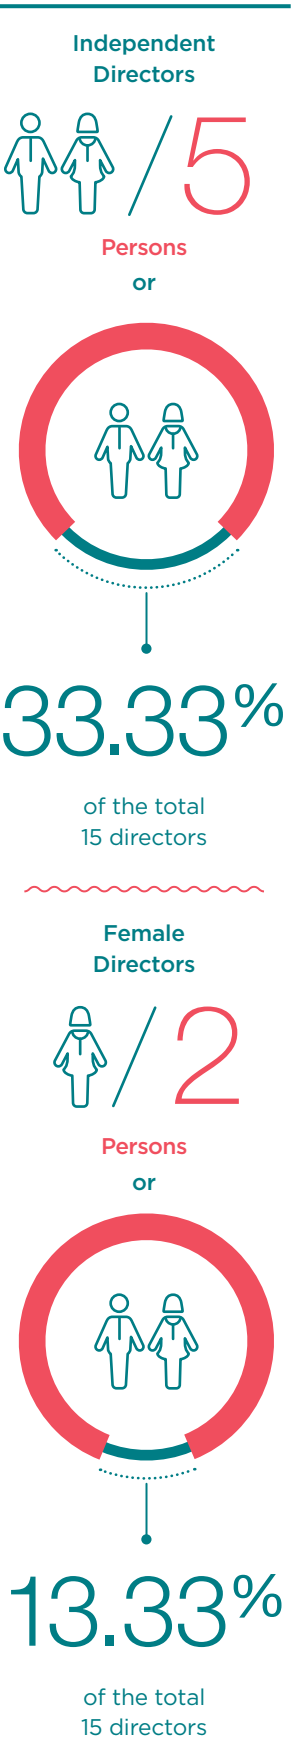 Independent
Directors
/5
Persons
or
33.33%
of the total
15 directors
Female
Directors
/2
Persons
or
13.33%
of the total
15 directors